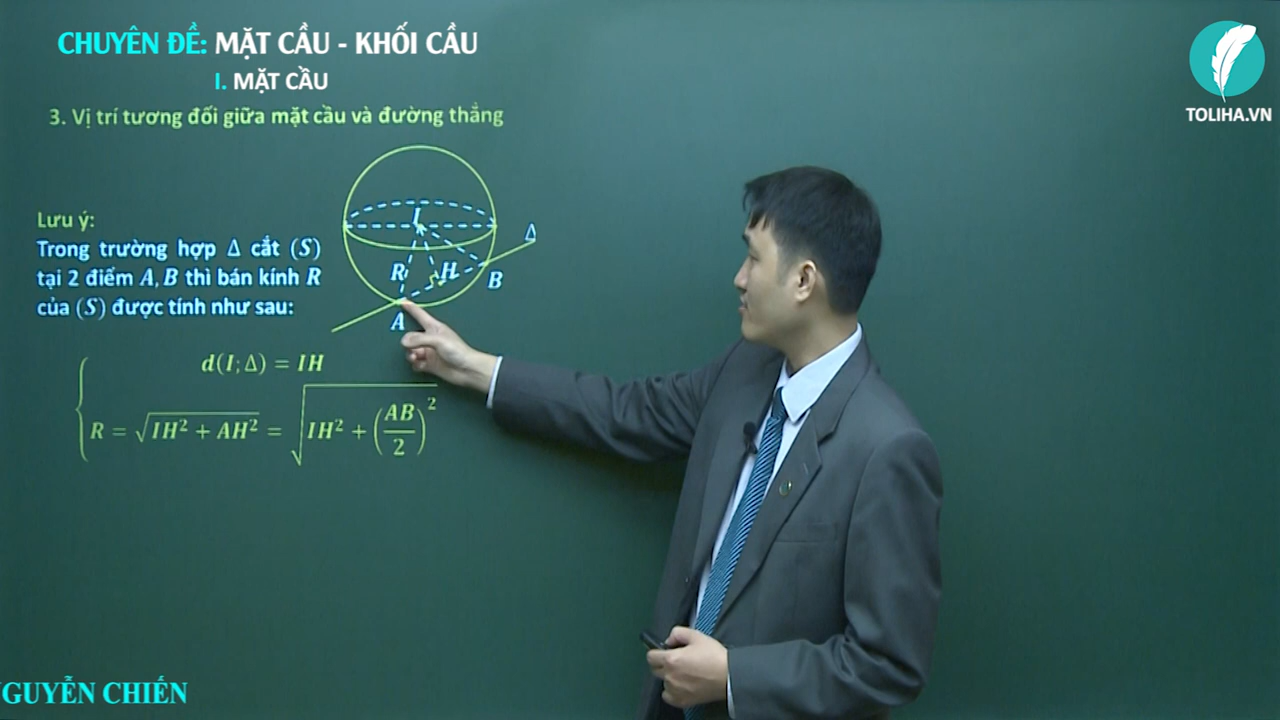 CHUYÊN ĐỀ: MẶT CẦU - KHỐI CẦU
I. MẶT CẦU
3. Vị trí tương đối giữa mặt cầu và đường thẳng
TOLIHA.VN
Lưu ý:
Trong trường hợp Δ cắt (S)
tại 2 điểm A, B thì bán kính R
của (S) được tính như sau:
I
Δ
R
H
B
A
d(I; Δ) = IH
R = √(IH² + AH²) = √(IH² + (AB/2)²)
NGUYỄN CHIẾN